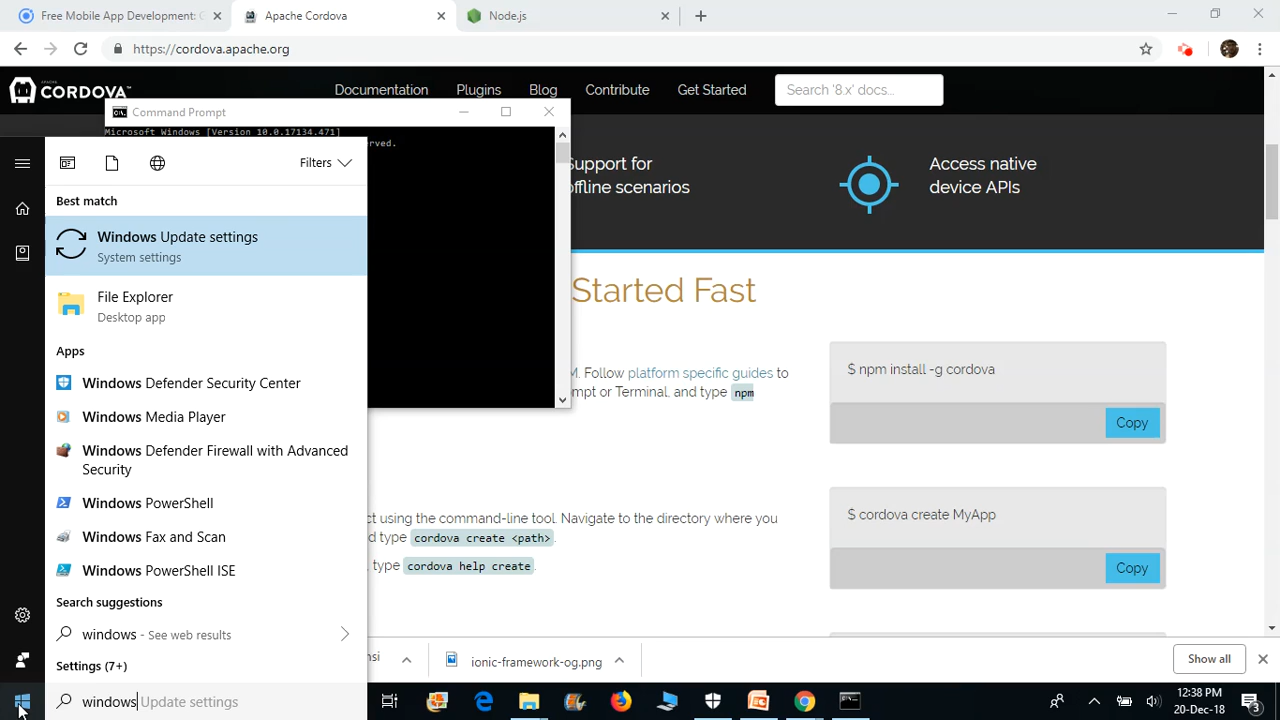 Free Mobile App Development: G
Apache Cordova
Node.js
https://cordova.apache.org
APACHE
CORDOVA™
Documentation
Plugins
Blog
Contribute
Get Started
Search '8.x' docs...
Command Prompt
Microsoft Windows [Version 10.0.17134.471]
erved.
Support for
offline scenarios
Access native
device APIs
Filters
Best match
Windows Update settings
System settings
File Explorer
Desktop app
Apps
Windows Defender Security Center
Windows Media Player
Windows Defender Firewall with Advanced
Security
Windows PowerShell
Windows Fax and Scan
Windows PowerShell ISE
Search suggestions
windows - See web results
Settings (7+)
windows Update settings
Started Fast
M. Follow platform specific guides to
mpt or Terminal, and type npm
$ npm install -g cordova
Copy
ct using the command-line tool. Navigate to the directory where you
d type cordova create <path>.
, type cordova help create.
$ cordova create MyApp
Copy
nsi
ionic-framework-og.png
Show all
12:38 PM
20-Dec-18
3